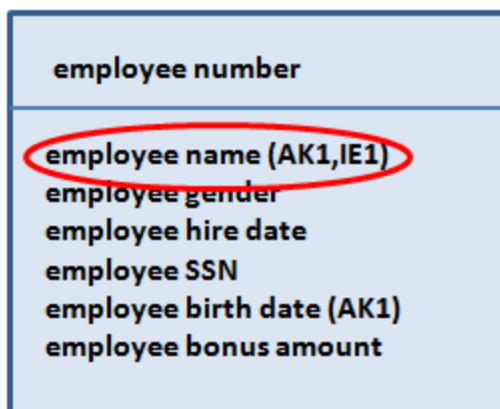 employee number
employee name (AK1,IE1)
employee gender
employee hire date
employee SSN
employee birth date (AK1)
employee bonus amount